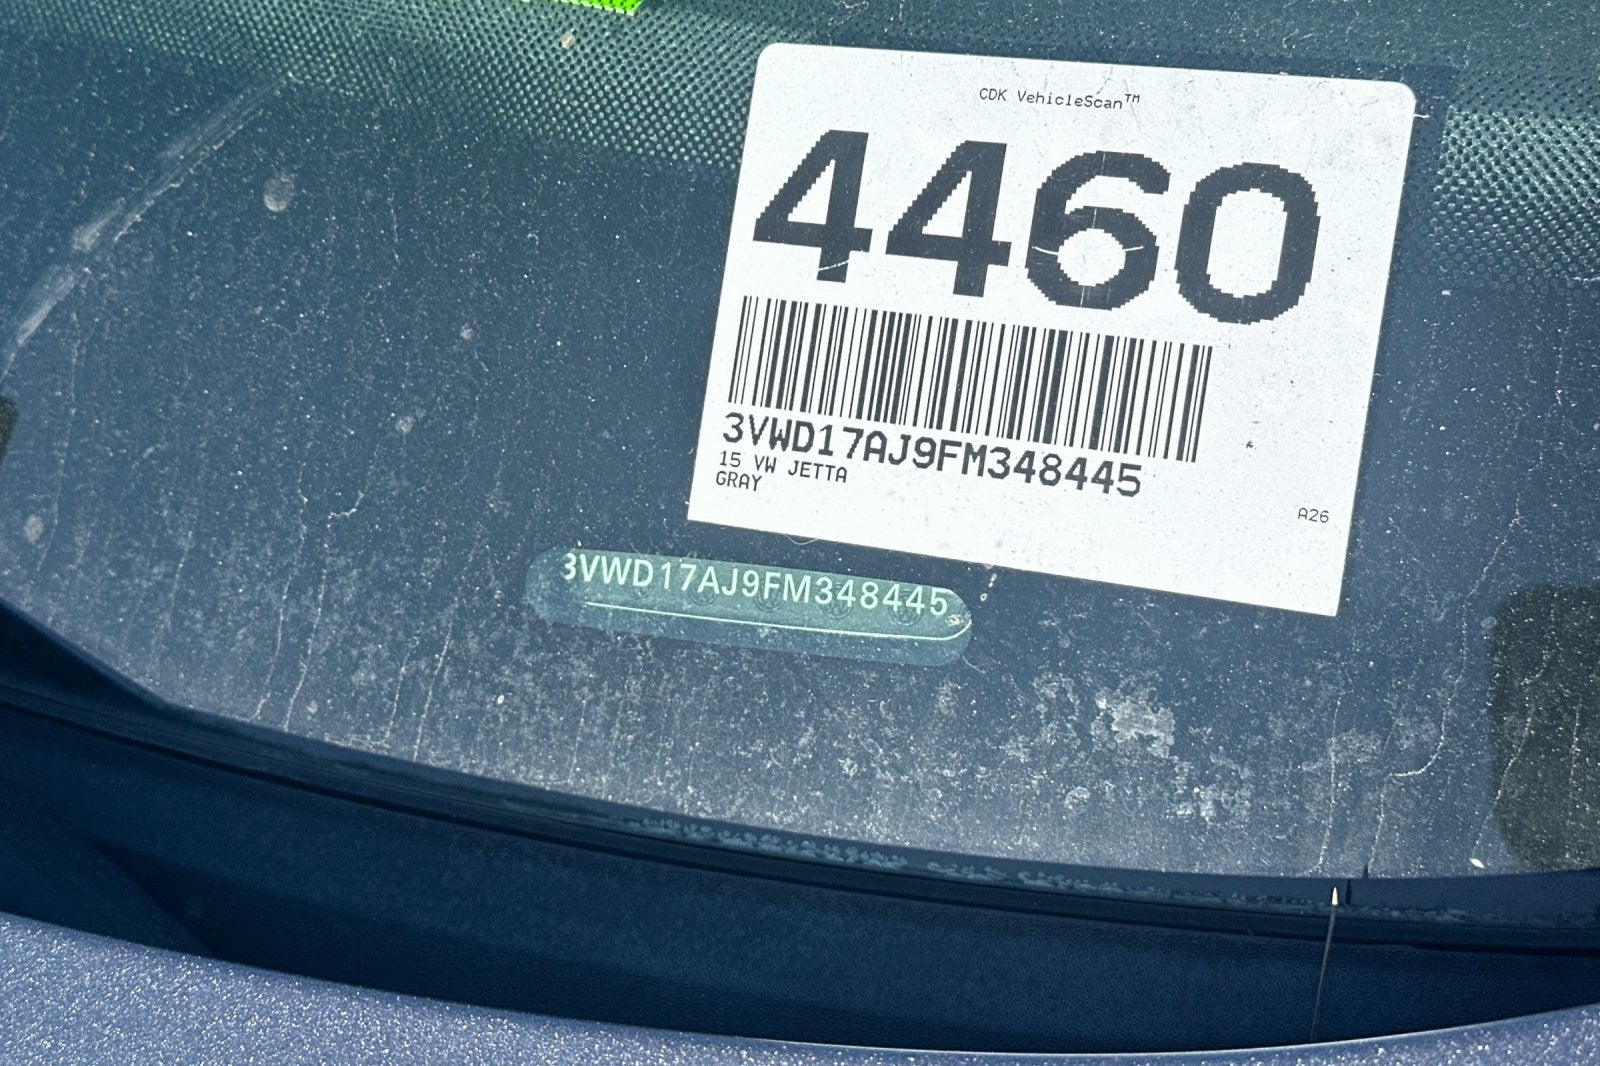 CDK VehicleScan™
4460
3VWD17AJ9FM348445
15 VW JETTA
GRAY
A26
3VWD17AJ9FM348445